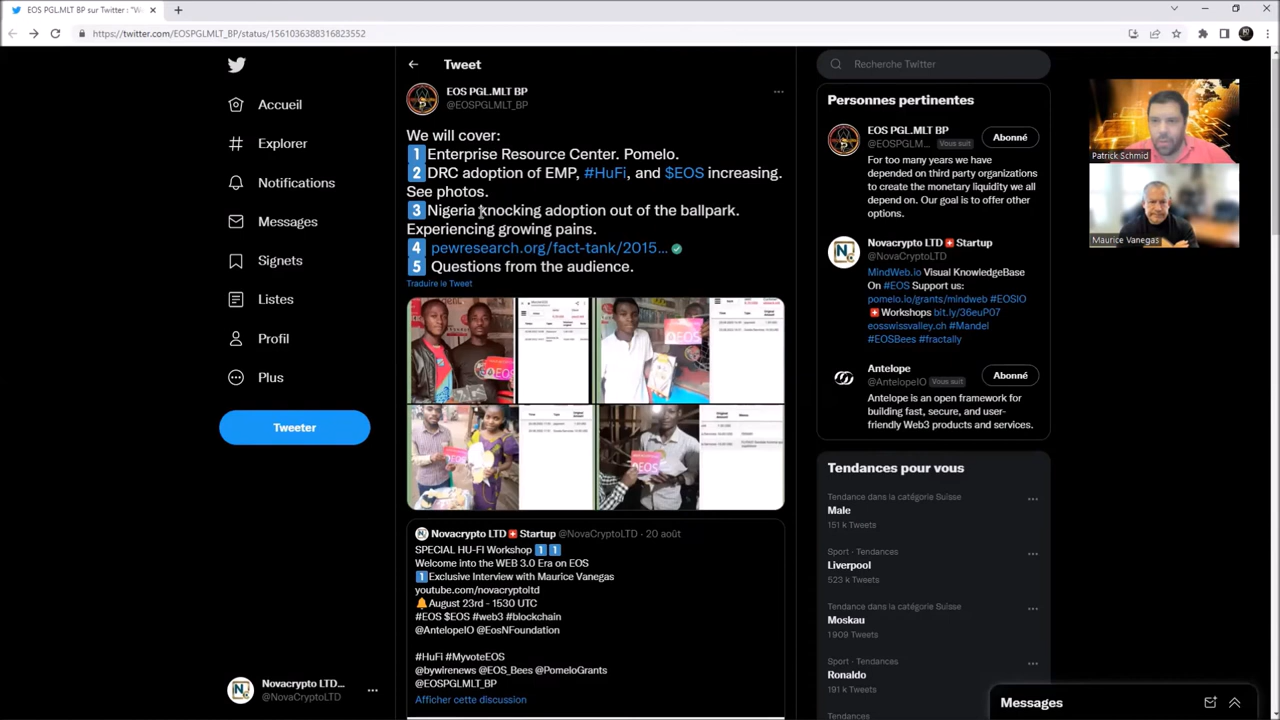 EOS PGL.MLT BP sur Twitter : "We
https://twitter.com/EOSPGLMLT_BP/status/1561036388316823552
Accueil
Explorer
Notifications
Messages
Signets
Listes
Profil
Plus
Tweeter
Novacrypto LTD...
@NovaCryptoLTD
Tweet
EOS PGL.MLT BP
@EOSPGLMLT_BP
We will cover:
1 Enterprise Resource Center. Pomelo.
2 DRC adoption of EMP, #HuFi, and $EOS increasing.
See photos.
3 Nigeria knocking adoption out of the ballpark.
Experiencing growing pains.
4 pewresearch.org/fact-tank/2015...
5 Questions from the audience.
Traduire le Tweet
EOS
EOS
EOS
EOS
Novacrypto LTD Startup @NovaCryptoLTD · 20 août
SPECIAL HU-FI Workshop 1 1
Welcome into the WEB 3.0 Era on EOS
1 Exclusive Interview with Maurice Vanegas
youtube.com/novacryptoltd
August 23rd - 1530 UTC
#EOS $EOS #web3 #blockchain
@AntelopeIO @EosNFoundation
#HuFi #MyvoteEOS
@bywirenews @EOS_Bees @PomeloGrants
@EOSPGLMLT_BP
Afficher cette discussion
Recherche Twitter
Personnes pertinentes
EOS PGL.MLT BP
@EOSPGLM... Vous suit
Abonné
For too many years we have
depended on third party organizations
to create the monetary liquidity we all
depend on. Our goal is to offer other
options.
Novacrypto LTD Startup
@NovaCryptoLTD
MindWeb.io Visual KnowledgeBase
On #EOS Support us:
pomelo.io/grants/mindweb #EOSIO
Workshops bit.ly/36euP07
eosswissvalley.ch #Mandel
#EOSBees #fractally
Antelope
@AntelopeIO Vous suit
Abonné
Antelope is an open framework for
building fast, secure, and user-
friendly Web3 products and services.
Tendances pour vous
Tendance dans la catégorie Suisse
Male
151 k Tweets
Sport · Tendances
Liverpool
523 k Tweets
Tendance dans la catégorie Suisse
Moskau
1 909 Tweets
Sport · Tendances
Ronaldo
191 k Tweets
Messages
Patrick Schmid
Maurice Vanegas